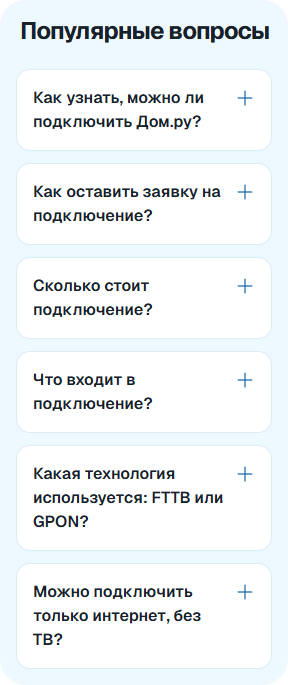 Популярные вопросы
Как узнать, можно ли
подключить Дом.ру?
Как оставить заявку на
подключение?
Сколько стоит
подключение?
Что входит в
подключение?
Какая технология
используется: FTTB или
GPON?
Можно подключить
только интернет, без
ТВ?